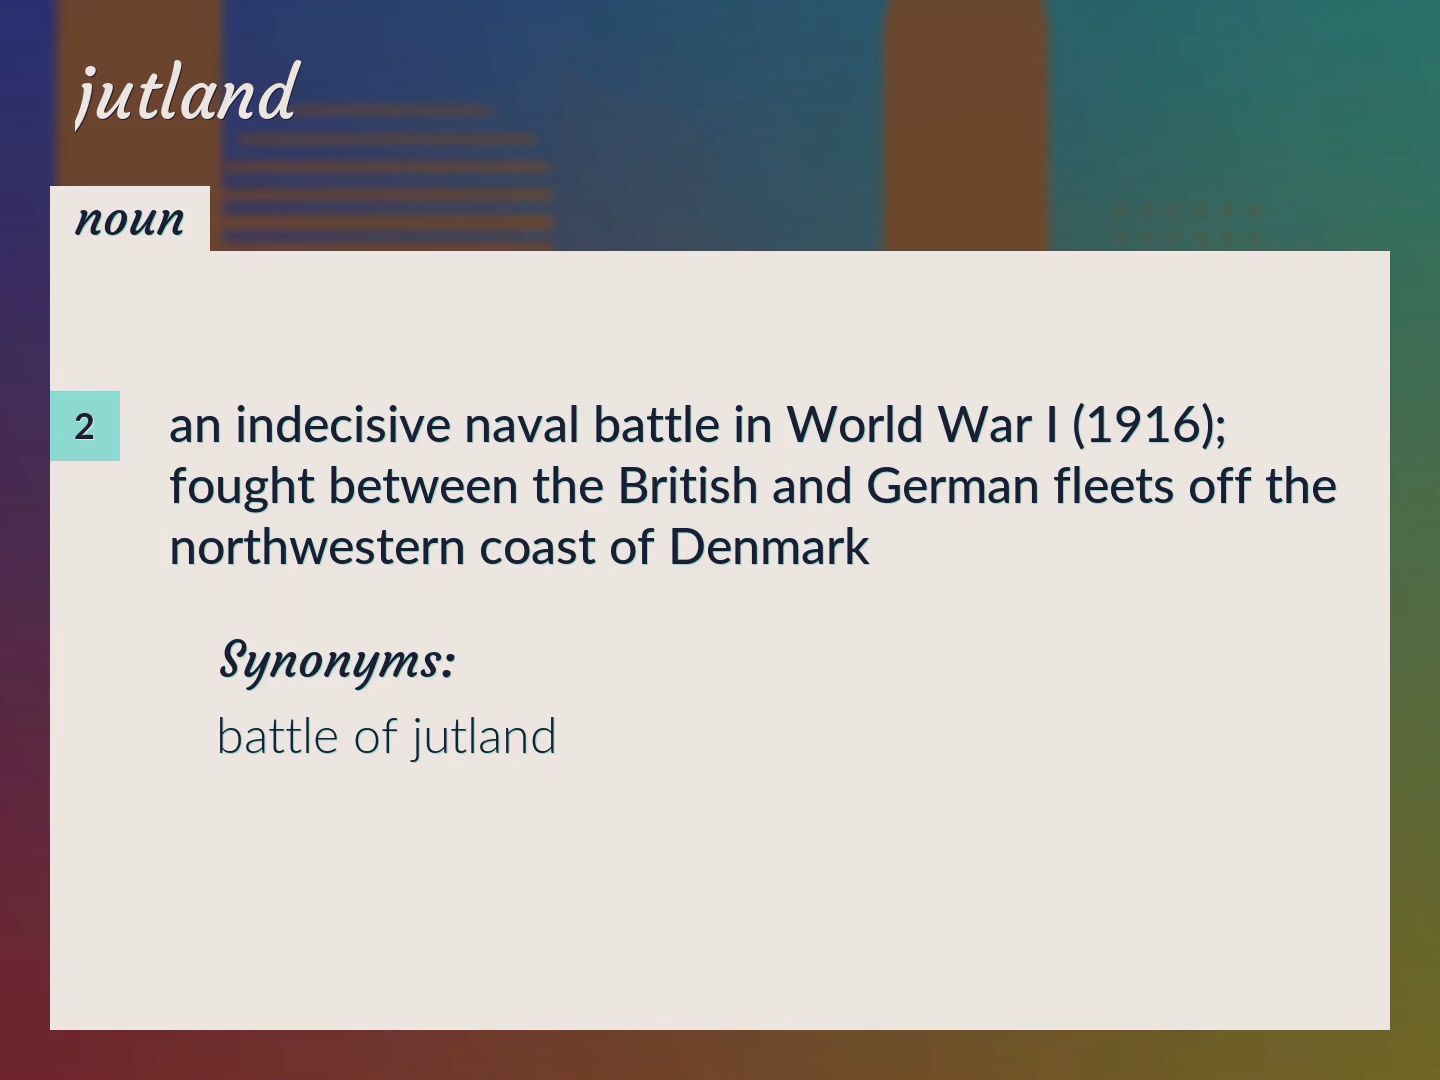 jutland
noun
2
an indecisive naval battle in World War I (1916);
fought between the British and German fleets off the
northwestern coast of Denmark
Synonyms:
battle of jutland